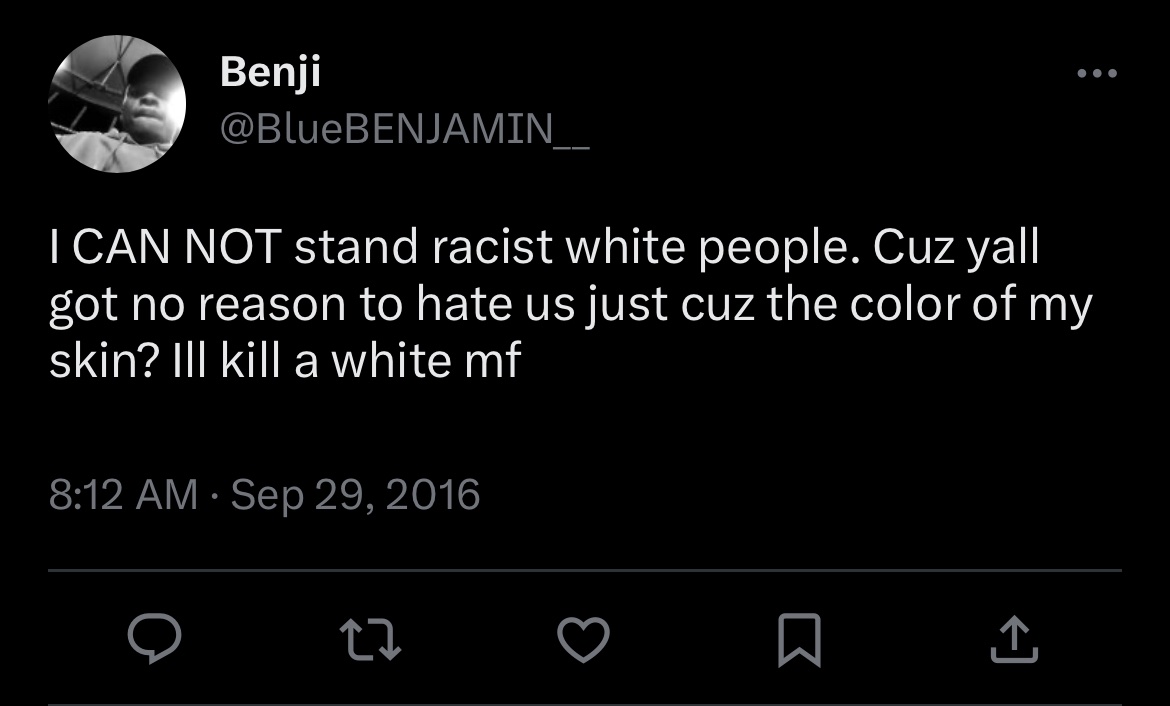 Benji
@BlueBENJAMIN__
I CAN NOT stand racist white people. Cuz yall
got no reason to hate us just cuz the color of my
skin? Ill kill a white mf
8:12 AM · Sep 29, 2016